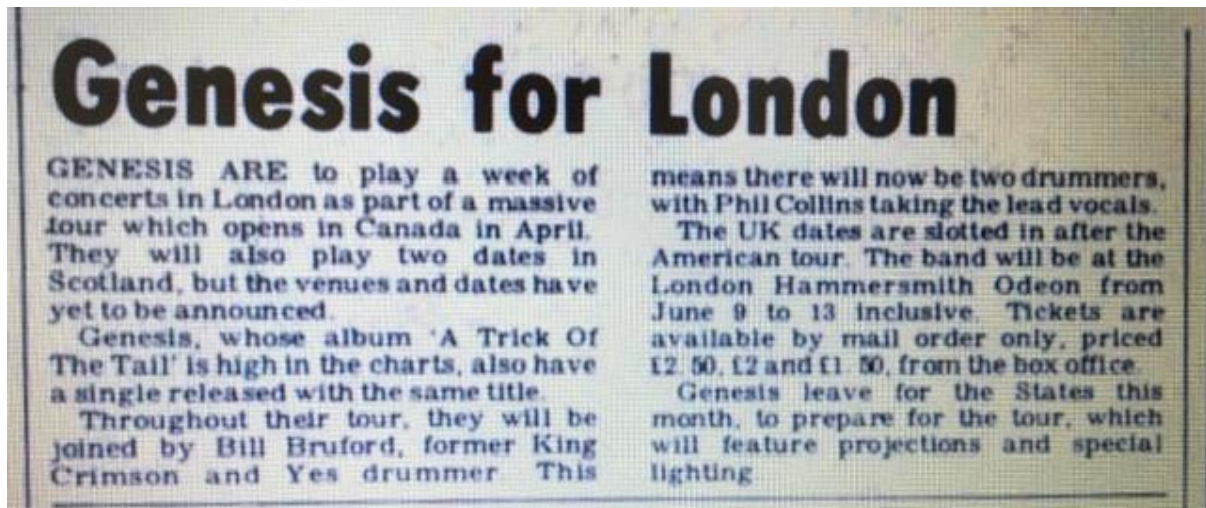 Genesis for London
GENESIS ARE to play a week of
concerts in London as part of a massive
tour which opens in Canada in April.
They will also play two dates in
Scotland, but the venues and dates have
yet to be announced.
Genesis, whose album 'A Trick Of
The Tail' is high in the charts, also have
a single released with the same title.
Throughout their tour, they will be
joined by Bill Bruford, former King
Crimson and Yes drummer This
means there will now be two drummers,
with Phil Collins taking the lead vocals.
The UK dates are slotted in after the
American tour. The band will be at the
London Hammersmith Odeon from
June 9 to 13 inclusive. Tickets are
available by mail order only, priced
£2.50, £2 and £1.50, from the box office.
Genesis leave for the States this
month, to prepare for the tour, which
will feature projections and special
lighting